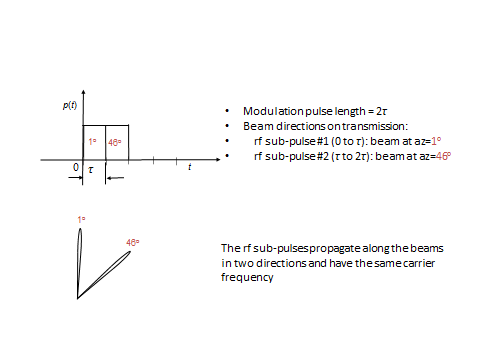 p(t)
1° 46°
0 τ t
• Modulation pulse length = 2τ
• Beam directions on transmission:
• rf sub-pulse #1 (0 to τ): beam at az=1°
• rf sub-pulse #2 (τ to 2τ): beam at az=46°
1°
46°
The rf sub-pulses propagate along the beams
in two directions and have the same carrier
frequency